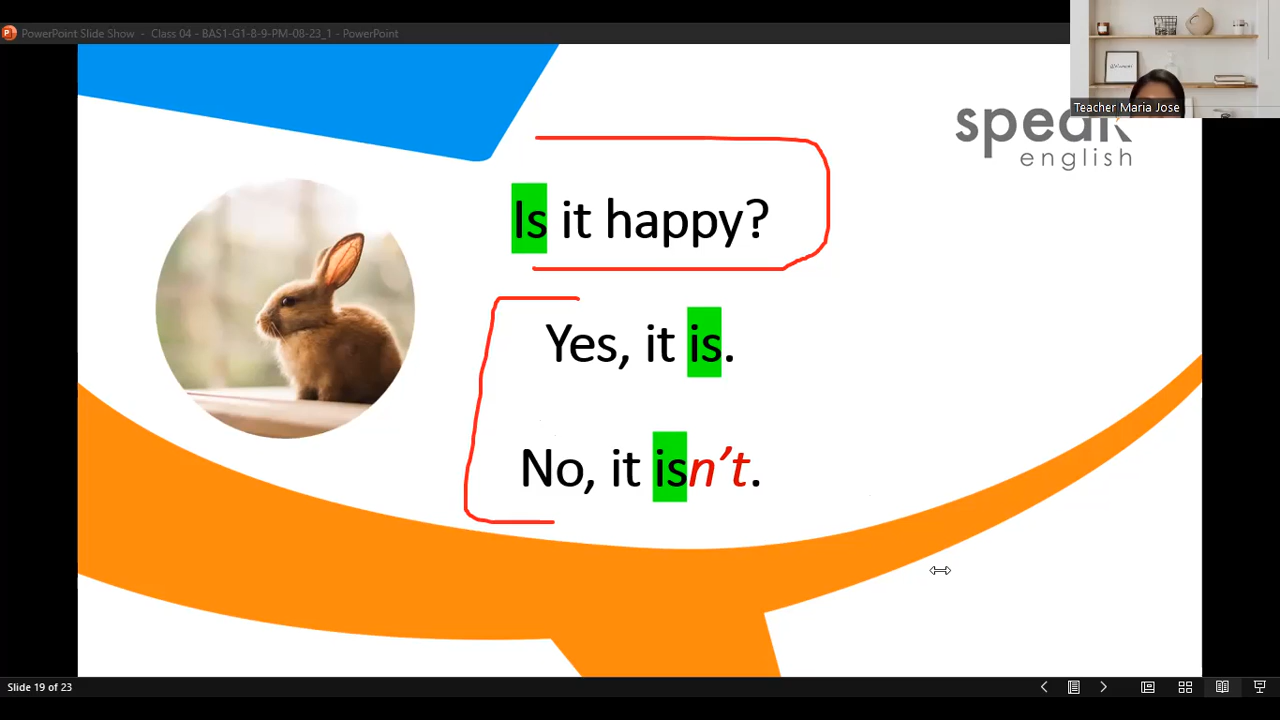 PowerPoint Slide Show - Class 04 - BAS1-G1-8-9-PM-08-23_1 - PowerPoint
Teacher Maria Jose
speak
english
Is it happy?
Yes, it is.
No, it isn't.
Slide 19 of 23